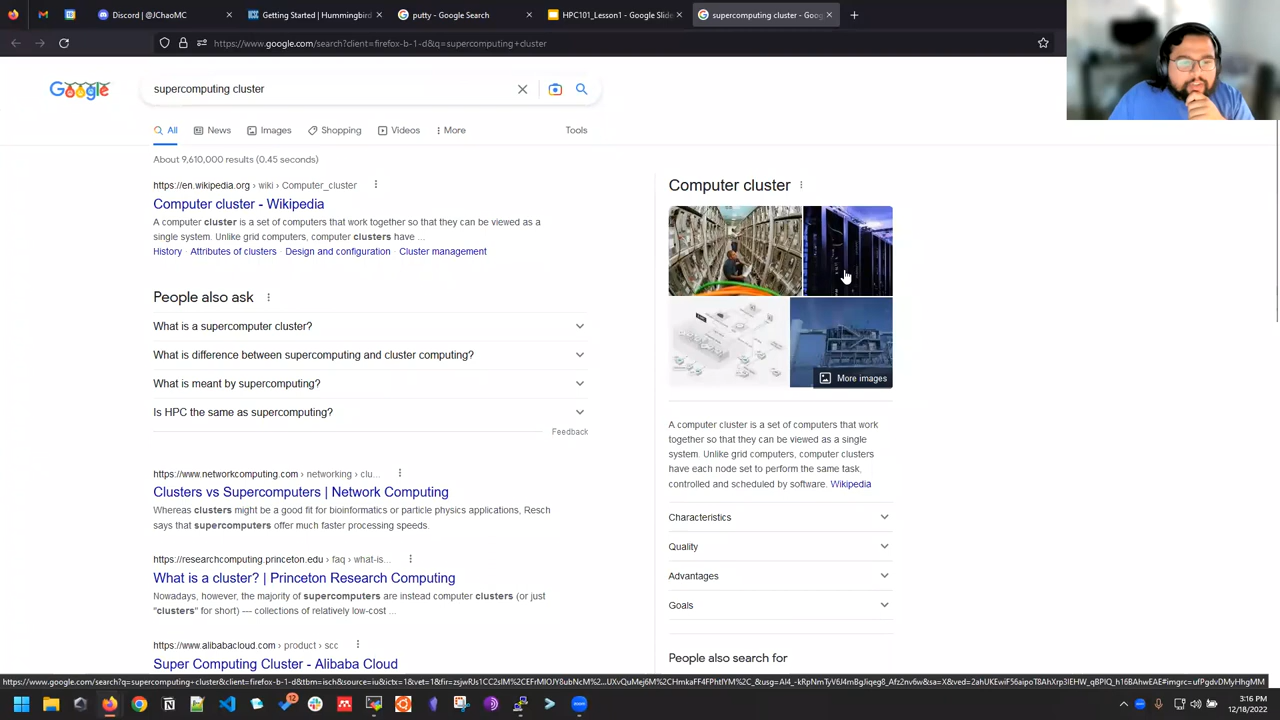 Discord | @JChaoMC
Getting Started | Hummingbird
putty - Google Search
HPC101_Lesson1 - Google Slide
supercomputing cluster - Goog
https://www.google.com/search?client=firefox-b-1-d&q=supercomputing+cluster
Google
supercomputing cluster
All News Images Shopping Videos More Tools
About 9,610,000 results (0.45 seconds)
https://en.wikipedia.org › wiki › Computer_cluster
Computer cluster - Wikipedia
A computer cluster is a set of computers that work together so that they can be viewed as a
single system. Unlike grid computers, computer clusters have ...
History · Attributes of clusters · Design and configuration · Cluster management
People also ask
What is a supercomputer cluster?
What is difference between supercomputing and cluster computing?
What is meant by supercomputing?
Is HPC the same as supercomputing?
Feedback
https://www.networkcomputing.com › networking › clu...
Clusters vs Supercomputers | Network Computing
Whereas clusters might be a good fit for bioinformatics or particle physics applications, Resch
says that supercomputers offer much faster processing speeds.
https://researchcomputing.princeton.edu › faq › what-is...
What is a cluster? | Princeton Research Computing
Nowadays, however, the majority of supercomputers are instead computer clusters (or just
"clusters" for short) --- collections of relatively low-cost ...
https://www.alibabacloud.com › product › scc
Super Computing Cluster - Alibaba Cloud
Computer cluster
More images
A computer cluster is a set of computers that work
together so that they can be viewed as a single
system. Unlike grid computers, computer clusters
have each node set to perform the same task,
controlled and scheduled by software. Wikipedia
Characteristics
Quality
Advantages
Goals
People also search for
3:16 PM
12/18/2022